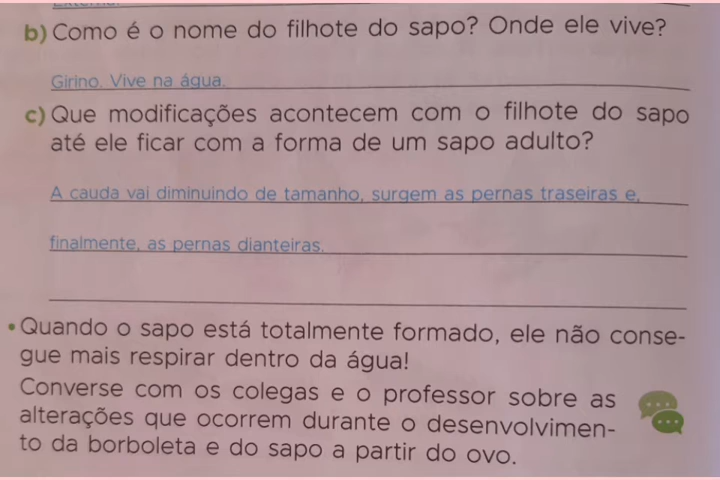 b) Como é o nome do filhote do sapo? Onde ele vive?
Girino. Vive na água.
c) Que modificações acontecem com o filhote do sapo
até ele ficar com a forma de um sapo adulto?
A cauda vai diminuindo de tamanho, surgem as pernas traseiras e,
finalmente, as pernas dianteiras.
• Quando o sapo está totalmente formado, ele não conse-
gue mais respirar dentro da água!
Converse com os colegas e o professor sobre as
alterações que ocorrem durante o desenvolvimen-
to da borboleta e do sapo a partir do ovo.